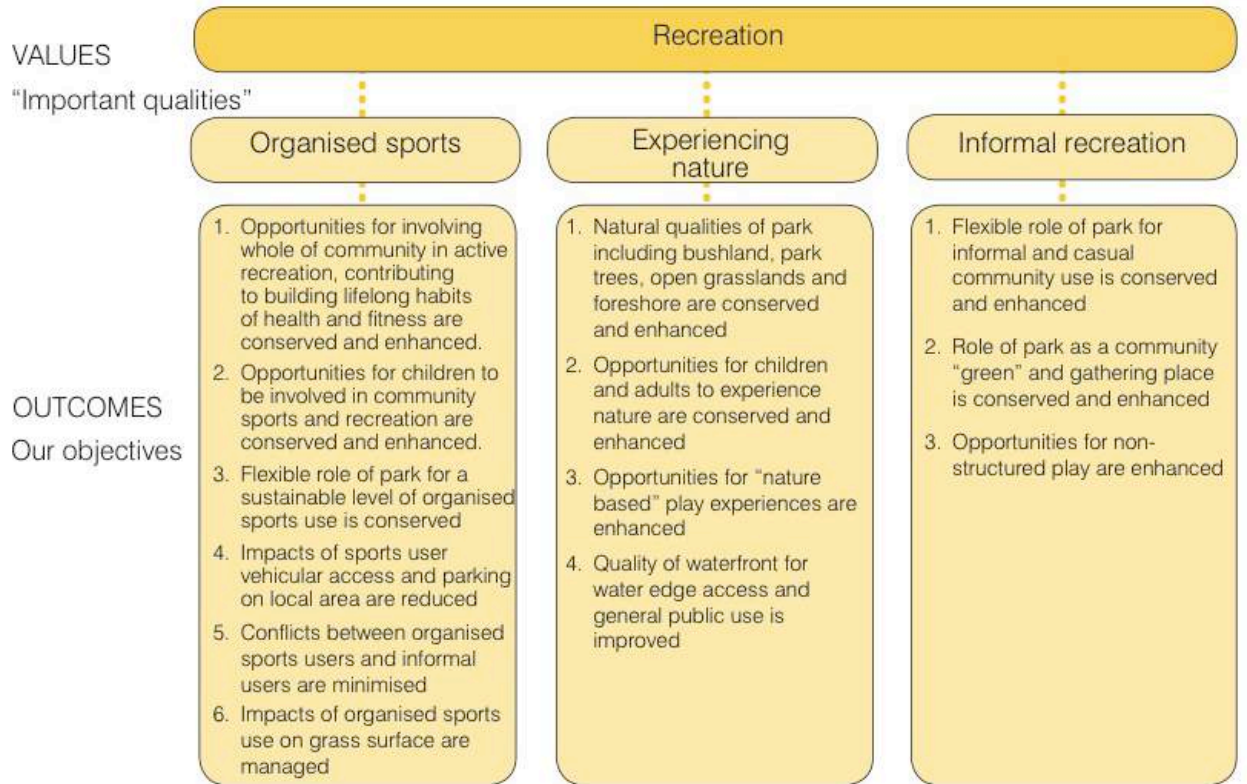 VALUES
“Important qualities”
Recreation
Organised sports
Experiencing
nature
Informal recreation
OUTCOMES
Our objectives
1. Opportunities for involving
whole of community in active
recreation, contributing
to building lifelong habits
of health and fitness are
conserved and enhanced.
2. Opportunities for children to
be involved in community
sports and recreation are
conserved and enhanced.
3. Flexible role of park for a
sustainable level of organised
sports use is conserved
4. Impacts of sports user
vehicular access and parking
on local area are reduced
5. Conflicts between organised
sports users and informal
users are minimised
6. Impacts of organised sports
use on grass surface are
managed
1. Natural qualities of park
including bushland, park
trees, open grasslands and
foreshore are conserved
and enhanced
2. Opportunities for children
and adults to experience
nature are conserved and
enhanced
3. Opportunities for “nature
based” play experiences are
enhanced
4. Quality of waterfront for
water edge access and
general public use is
improved
1. Flexible role of park for
informal and casual
community use is conserved
and enhanced
2. Role of park as a community
“green” and gathering place
is conserved and enhanced
3. Opportunities for non-
structured play are enhanced